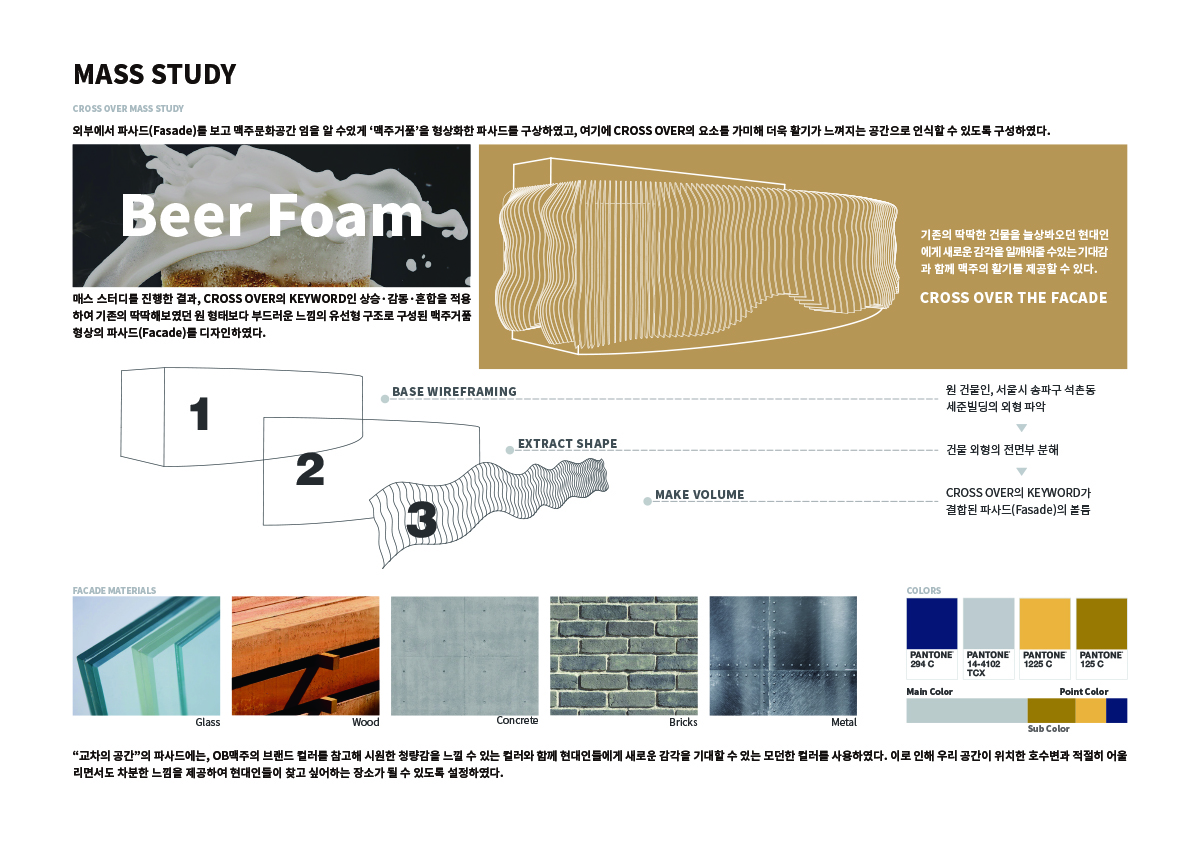 MASS STUDY
CROSS OVER MASS STUDY
외부에서 파사드(Fasade)를 보고 맥주문화공간 임을 알 수있게 ‘맥주거품’을 형상화한 파사드를 구상하였고, 여기에 CROSS OVER의 요소를 가미해 더욱 활기가 느껴지는 공간으로 인식할 수 있도록 구성하였다.
Beer Foam
매스 스터디를 진행한 결과, CROSS OVER의 KEYWORD인 상승·감동·혼합을 적용
하여 기존의 딱딱해보였던 원 형태보다 부드러운 느낌의 유선형 구조로 구성된 맥주거품
형상의 파사드(Facade)를 디자인하였다.
기존의 딱딱한 건물을 늘상봐오던 현대인
에게 새로운 감각을 일깨워줄 수있는 기대감
과 함께 맥주의 활기를 제공할 수 있다.
CROSS OVER THE FACADE
1
BASE WIREFRAMING
원 건물인, 서울시 송파구 석촌동
세준빌딩의 외형 파악
2
EXTRACT SHAPE
건물 외형의 전면부 분해
3
MAKE VOLUME
CROSS OVER의 KEYWORD가
결합된 파사드(Fasade)의 볼륨
FACADE MATERIALS
Glass
Wood
Concrete
Bricks
Metal
COLORS
PANTONE
294 C
PANTONE
14-4102
TCX
PANTONE
1225 C
PANTONE
125 C
Main Color
Point Color
Sub Color
“교차의 공간”의 파사드에는, OB맥주의 브랜드 컬러를 참고해 시원한 청량감을 느낄 수 있는 컬러와 함께 현대인들에게 새로운 감각을 기대할 수 있는 모던한 컬러를 사용하였다. 이로 인해 우리 공간이 위치한 호수변과 적절히 어울
리면서도 차분한 느낌을 제공하여 현대인들이 찾고 싶어하는 장소가 될 수 있도록 설정하였다.